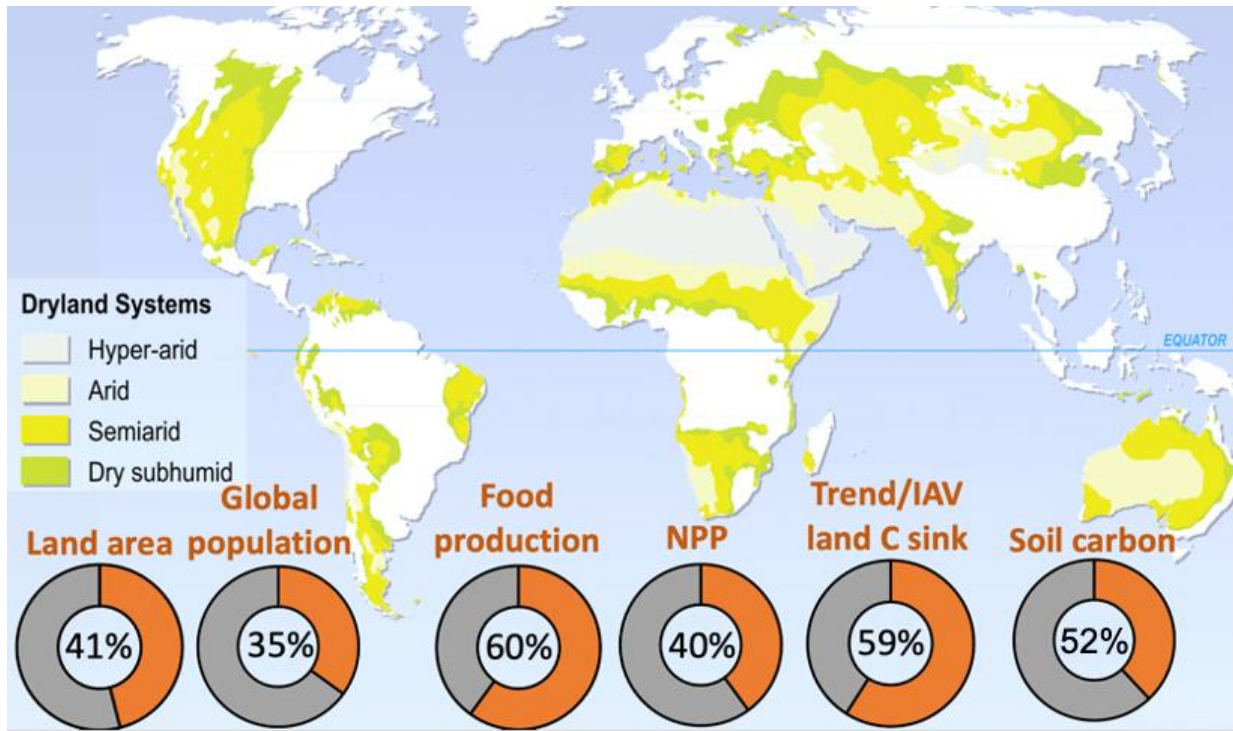 EQUATOR
Dryland Systems
Hyper-arid
Arid
Semiarid
Dry subhumid
Land area
Global
population
Food
production
NPP
Trend/IAV
land C sink
Soil carbon
41%
35%
60%
40%
59%
52%